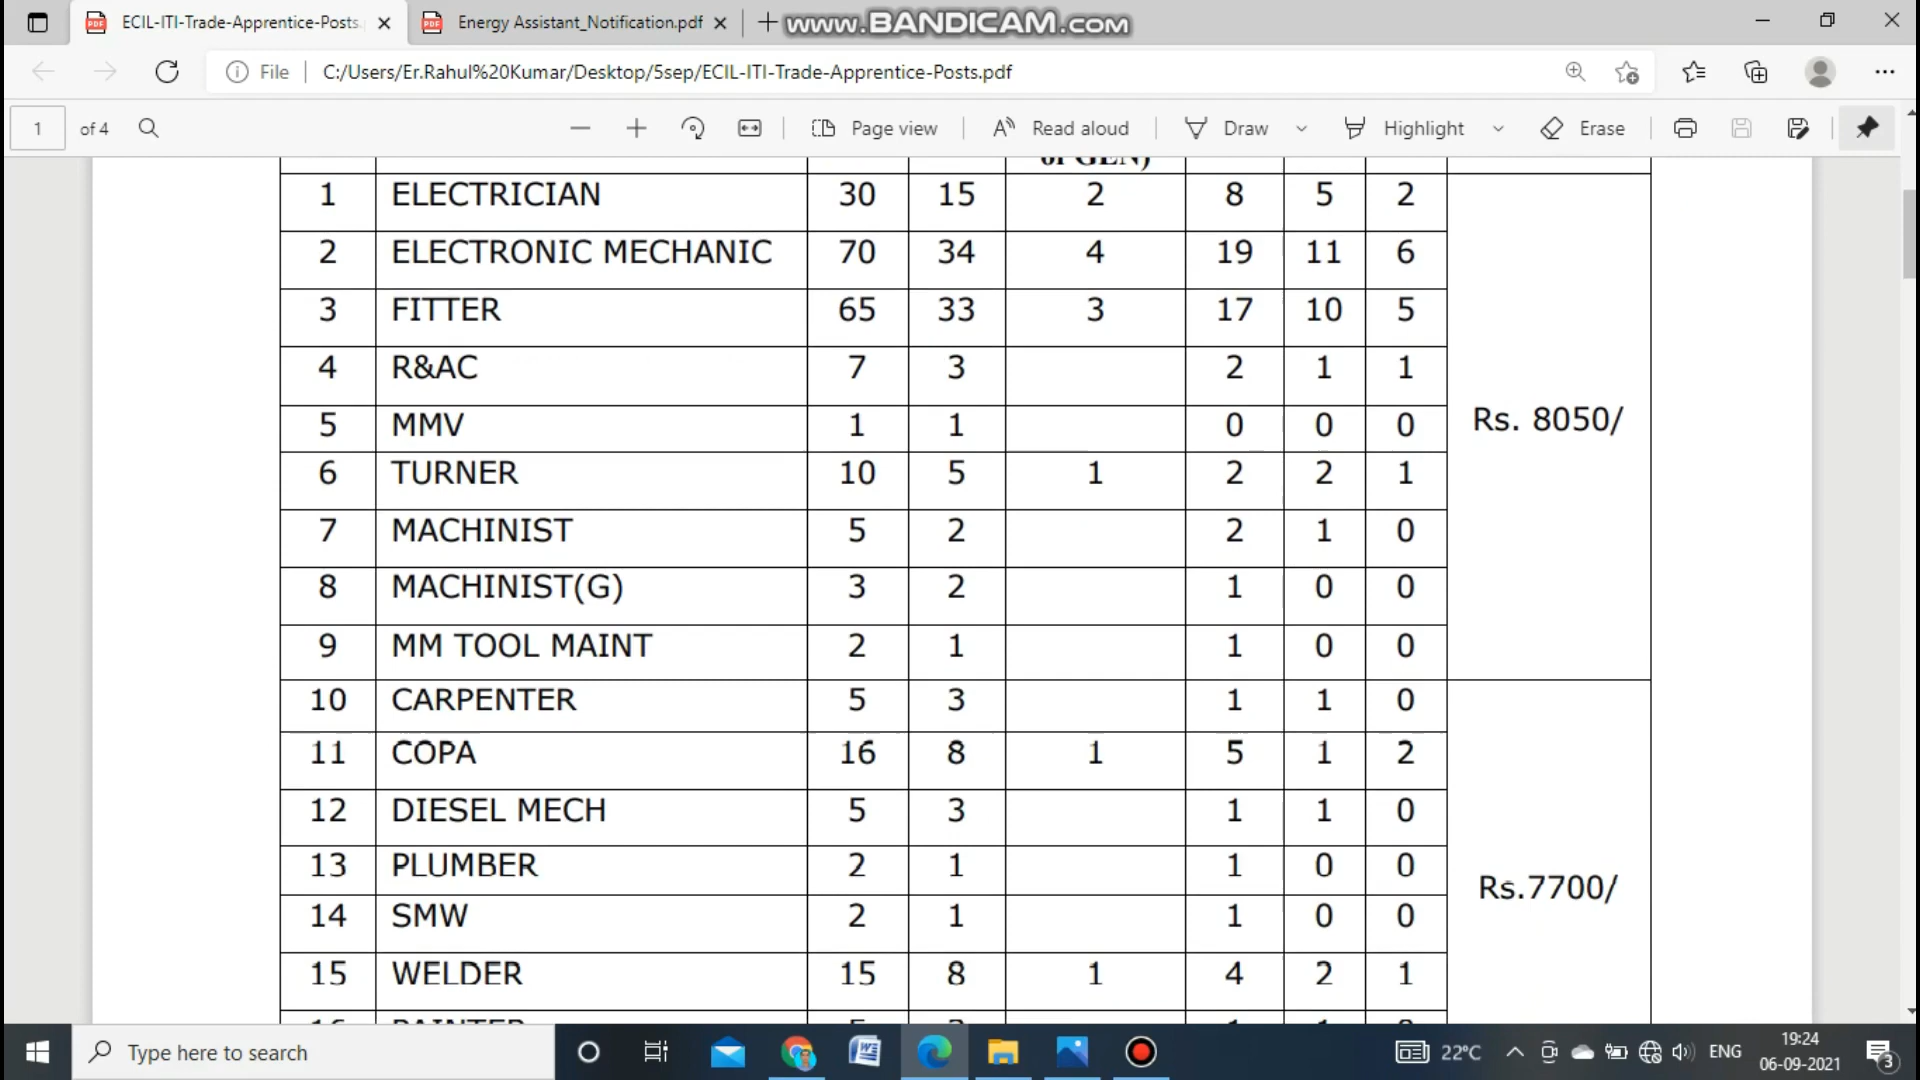 ECIL-ITI-Trade-Apprentice-Posts. Energy Assistant_Notification.pdf www.BANDICAM.com
File C:/Users/Er.Rahul%20Kumar/Desktop/5sep/ECIL-ITI-Trade-Apprentice-Posts.pdf
1 of 4 Page view Read aloud Draw Highlight Erase
of GEN)
1 ELECTRICIAN 30 15 2 8 5 2
2 ELECTRONIC MECHANIC 70 34 4 19 11 6
3 FITTER 65 33 3 17 10 5
4 R&AC 7 3 2 1 1
5 MMV 1 1 0 0 0 Rs. 8050/
6 TURNER 10 5 1 2 2 1
7 MACHINIST 5 2 2 1 0
8 MACHINIST(G) 3 2 1 0 0
9 MM TOOL MAINT 2 1 1 0 0
10 CARPENTER 5 3 1 1 0
11 COPA 16 8 1 5 1 2
12 DIESEL MECH 5 3 1 1 0
13 PLUMBER 2 1 1 0 0 Rs.7700/
14 SMW 2 1 1 0 0
15 WELDER 15 8 1 4 2 1
16 PAINTER
Type here to search 22°C ENG 19:24
06-09-2021 3